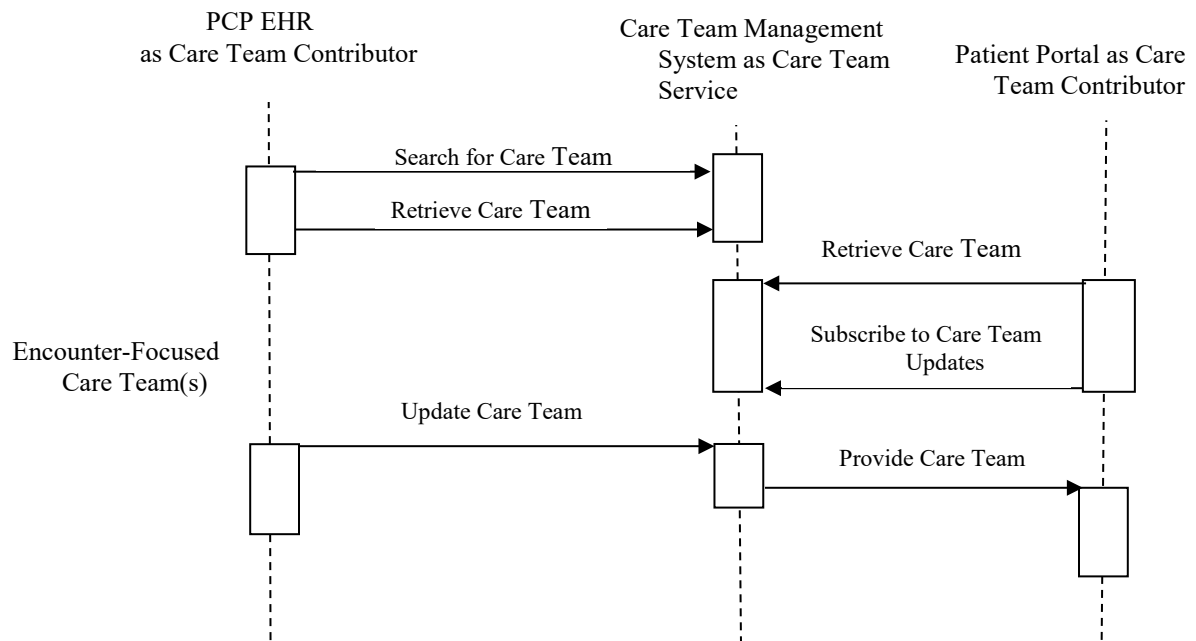 PCP EHR
as Care Team Contributor
Care Team Management
System as Care Team
Service
Patient Portal as Care
Team Contributor
Search for Care Team
Retrieve Care Team
Retrieve Care Team
Subscribe to Care Team
Updates
Encounter-Focused
Care Team(s)
Update Care Team
Provide Care Team